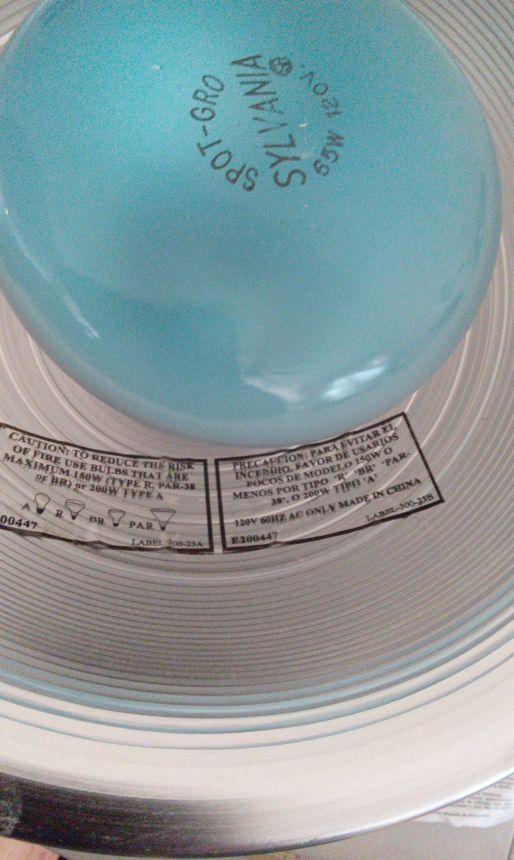 SPOT-GRO
SYLVANIA
65W 120V.
CAUTION: TO REDUCE THE RISK
OF FIRE USE BULBS THAT ARE
MAXIMUM 150W (TYPE R, PAR-38
or BR) or 200W TYPE A
A R BR PAR
00447
LABEL-300-23A
PRECAUCION: PARA EVITAR EL
INCENDIO, FAVOR DE USARIOS
FOCOS DE MODELO 150W O
MENOS POR TIPO "R" "BR" "PAR-
38", O 200W TIPO "A"
120V 60HZ AC ONLY MADE IN CHINA
E200447
LABEL-300-23B